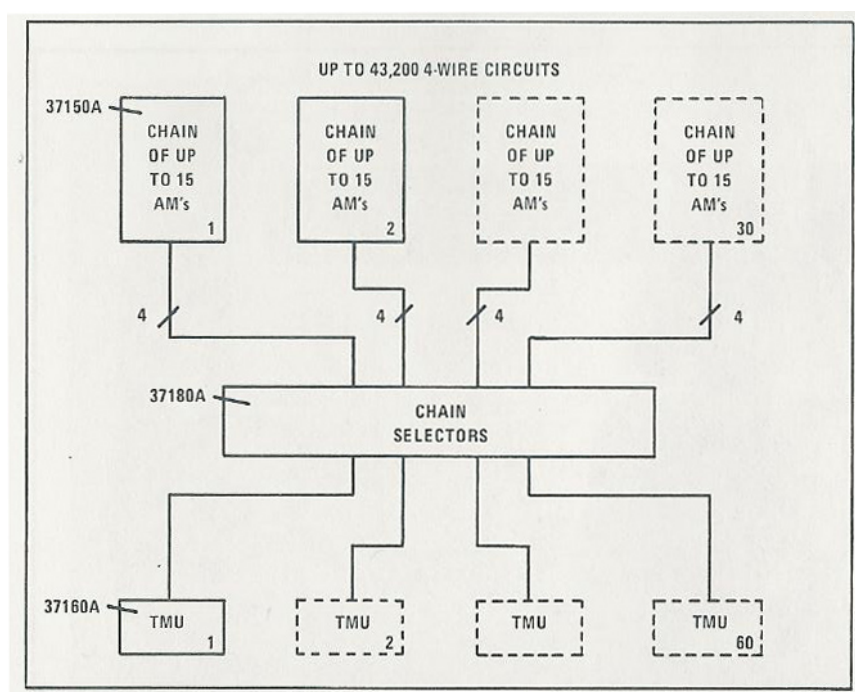 UP TO 43,200 4-WIRE CIRCUITS
37150A
CHAIN
OF UP
TO 15
AM's
1
CHAIN
OF UP
TO 15
AM's
2
CHAIN
OF UP
TO 15
AM's
CHAIN
OF UP
TO 15
AM's
30
4
4
4
4
37180A
CHAIN
SELECTORS
37160A
TMU
1
TMU
2
TMU
TMU
60